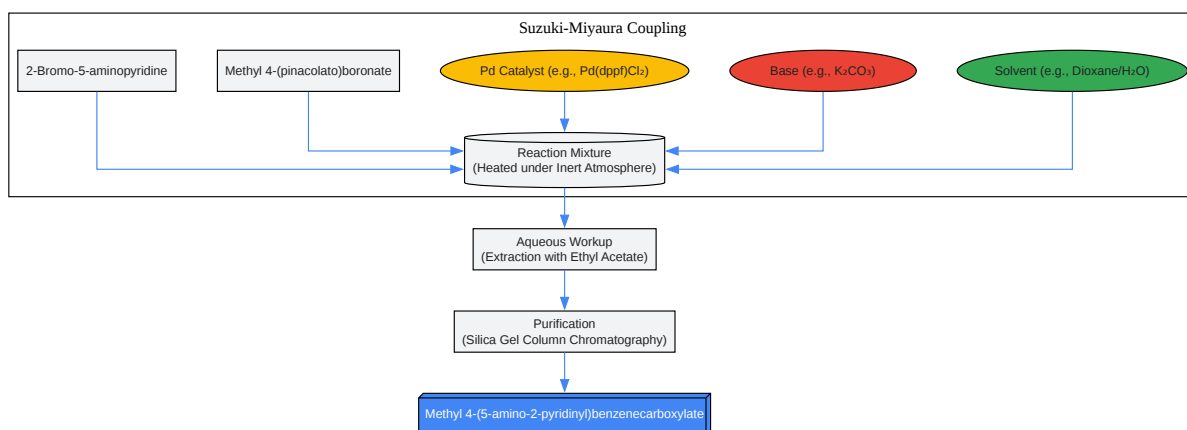 Suzuki-Miyaura Coupling
2-Bromo-5-aminopyridine
Methyl 4-(pinacolato)boronate
Pd Catalyst (e.g., Pd(dppf)Cl₂)
Base (e.g., K₂CO₃)
Solvent (e.g., Dioxane/H₂O)
Reaction Mixture
(Heated under Inert Atmosphere)
Aqueous Workup
(Extraction with Ethyl Acetate)
Purification
(Silica Gel Column Chromatography)
Methyl 4-(5-amino-2-pyridinyl)benzenecarboxylate